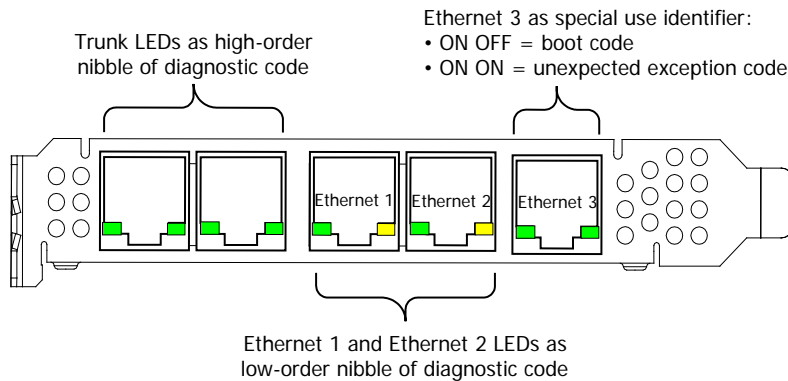 Ethernet 3 as special use identifier:
• ON OFF = boot code
• ON ON = unexpected exception code
Trunk LEDs as high-order
nibble of diagnostic code
Ethernet 1
Ethernet 2
Ethernet 3
Ethernet 1 and Ethernet 2 LEDs as
low-order nibble of diagnostic code